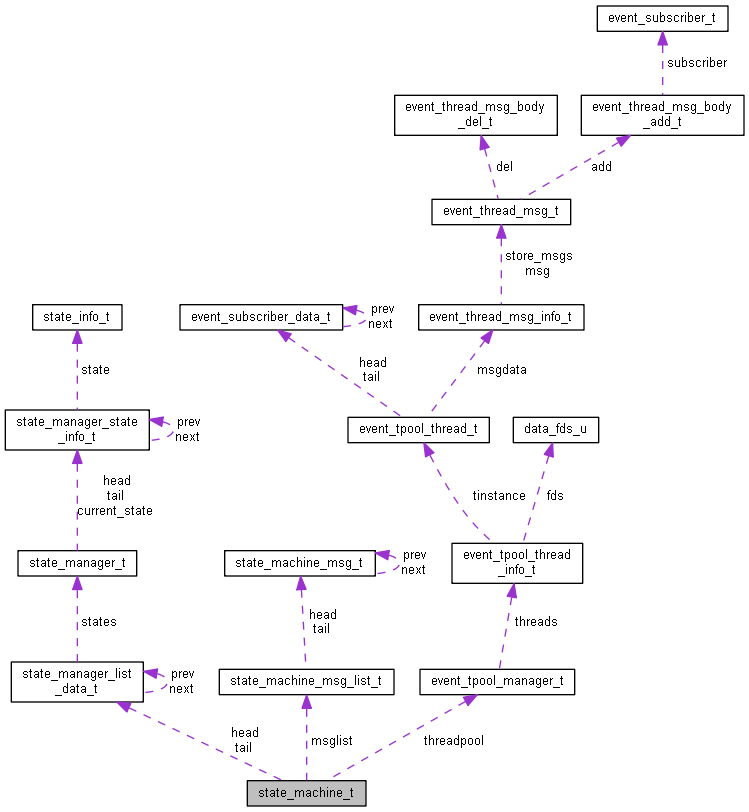 event_subscriber_t
subscriber
event_thread_msg_body
_del_t
event_thread_msg_body
_add_t
del
add
event_thread_msg_t
store_msgs
msg
state_info_t
event_subscriber_data_t
prev
next
event_thread_msg_info_t
state
head
tail
msgdata
state_manager_state
_info_t
prev
next
event_tpool_thread_t
data_fds_u
head
tail
current_state
tinstance
fds
state_manager_t
state_machine_msg_t
prev
next
event_tpool_thread
_info_t
states
head
tail
threads
state_manager_list
_data_t
prev
next
state_machine_msg_list_t
event_tpool_manager_t
head
tail
msglist
threadpool
state_machine_t